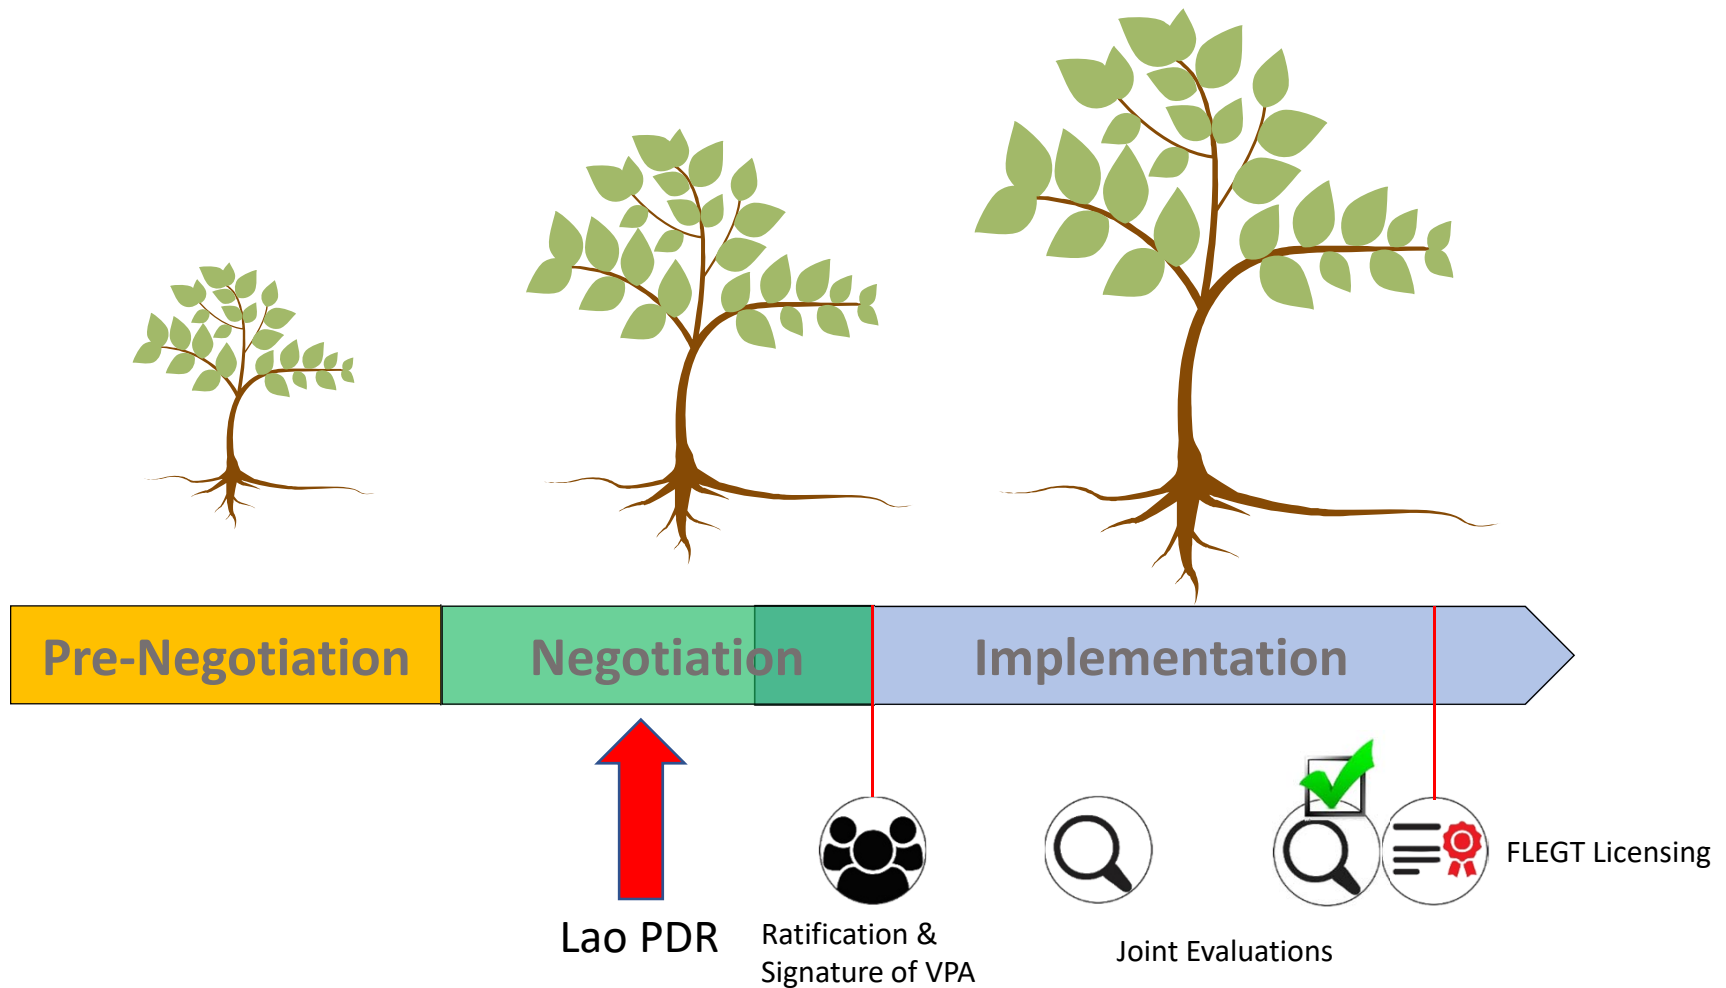 Pre-Negotiation
Negotiation
Implementation
FLEGT Licensing
Lao PDR
Ratification &
Signature of VPA
Joint Evaluations